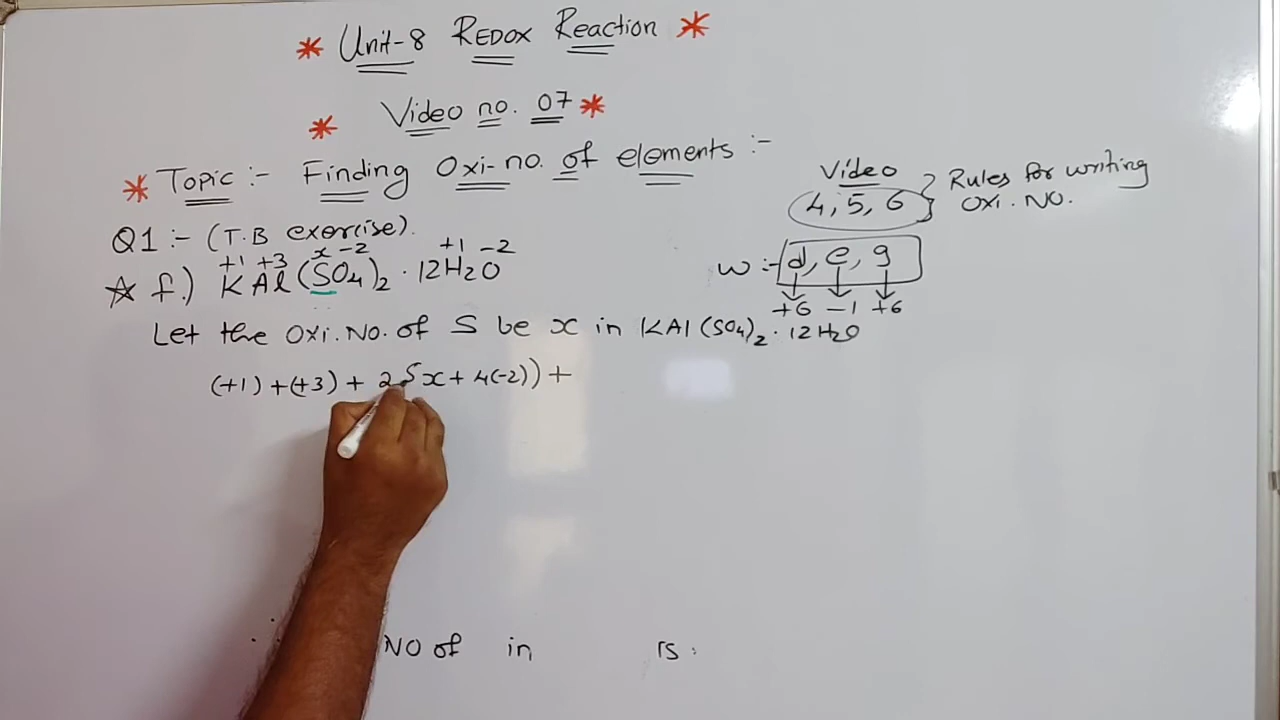 * Unit-8 REDOX Reaction *
* Video no. 07 *
* Topic :- Finding Oxi-no. of elements :-
Video
4, 5, 6 } Rules for writing
Oxi. NO.
Q1 :- (T.B exercise).
+1 +3 x -2 +1 -2
☆ f.) KAl(SO4)2 · 12H2O
w :- d, e, g
+6 -1 +6
Let the Oxi. No. of S be x in KAl(SO4)2 · 12H2O
(+1) + (+3) + 2 x + 4(-2)) +
NO of in is :